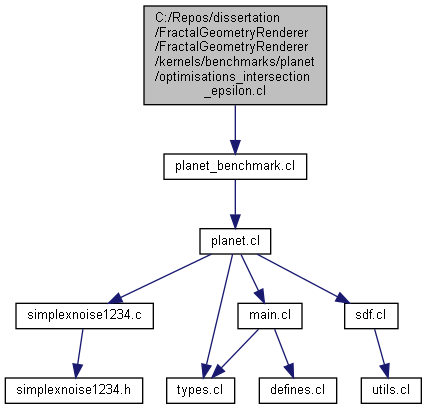 C:/Repos/dissertation
/FractalGeometryRenderer
/FractalGeometryRenderer
/kernels/benchmarks/planet
/optimisations_intersection
_epsilon.cl
planet_benchmark.cl
planet.cl
simplexnoise1234.c
main.cl
sdf.cl
simplexnoise1234.h
types.cl
defines.cl
utils.cl